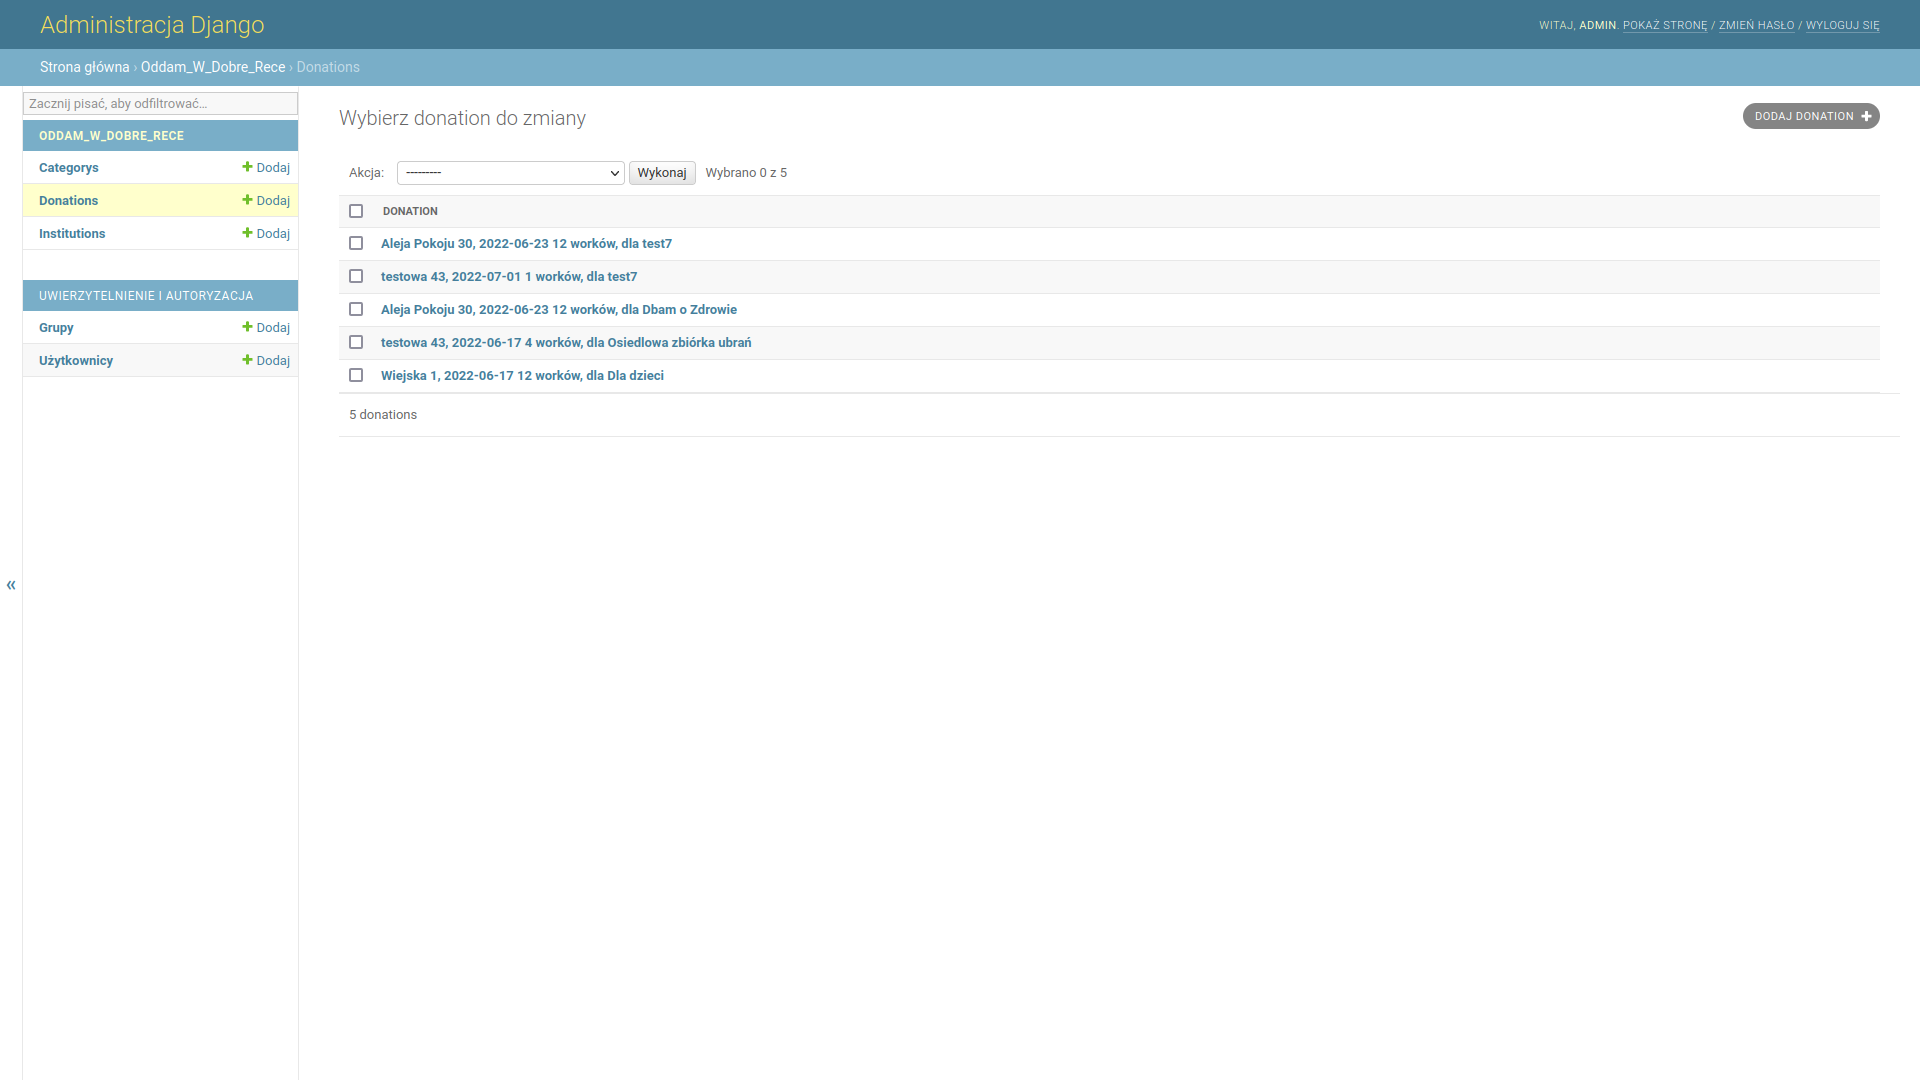 Administracja Django
WITAJ, ADMIN. POKAŻ STRONĘ / ZMIEŃ HASŁO / WYLOGUJ SIĘ
Strona główna › Oddam_W_Dobre_Rece › Donations
Zacznij pisać, aby odfiltrować...
ODDAM_W_DOBRE_RECE
Categorys Dodaj
Donations Dodaj
Institutions Dodaj
UWIERZYTELNIENIE I AUTORYZACJA
Grupy Dodaj
Użytkownicy Dodaj
«
Wybierz donation do zmiany
DODAJ DONATION
Akcja: --------- Wykonaj Wybrano 0 z 5
DONATION
Aleja Pokoju 30, 2022-06-23 12 worków, dla test7
testowa 43, 2022-07-01 1 worków, dla test7
Aleja Pokoju 30, 2022-06-23 12 worków, dla Dbam o Zdrowie
testowa 43, 2022-06-17 4 worków, dla Osiedlowa zbiórka ubrań
Wiejska 1, 2022-06-17 12 worków, dla Dla dzieci
5 donations